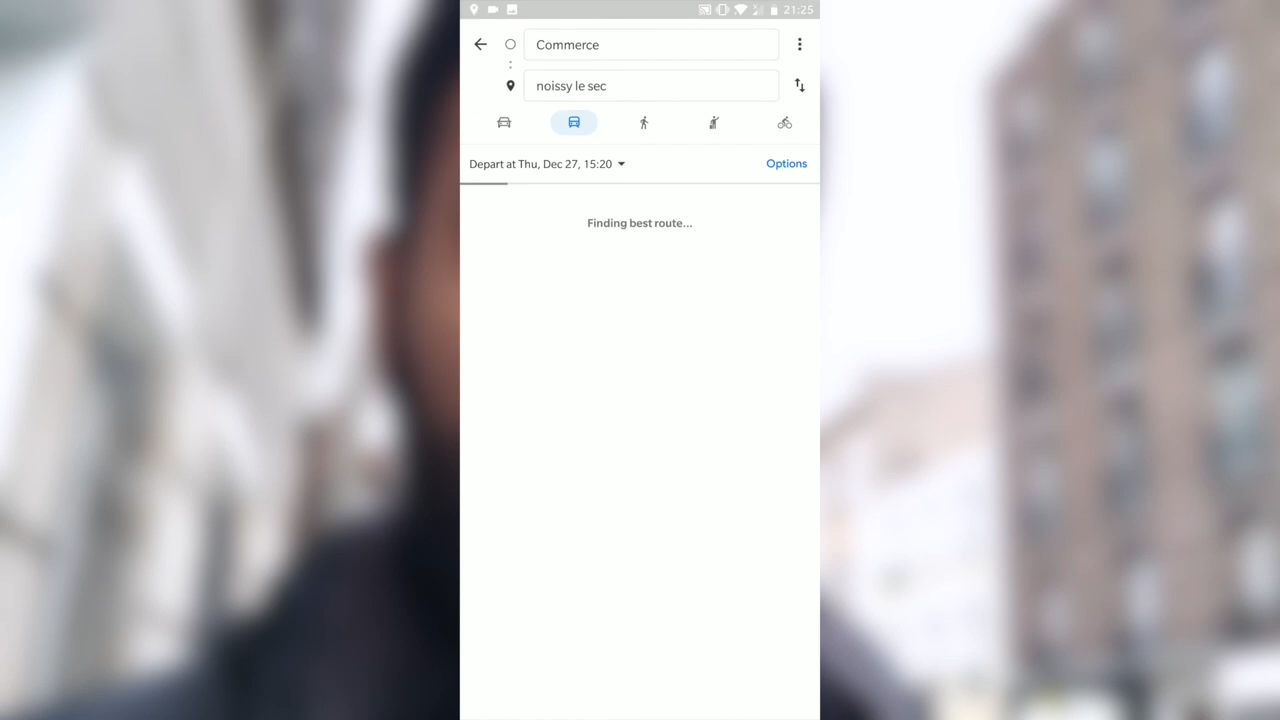 21:25
Commerce
noissy le sec
Depart at Thu, Dec 27, 15:20
Options
Finding best route...